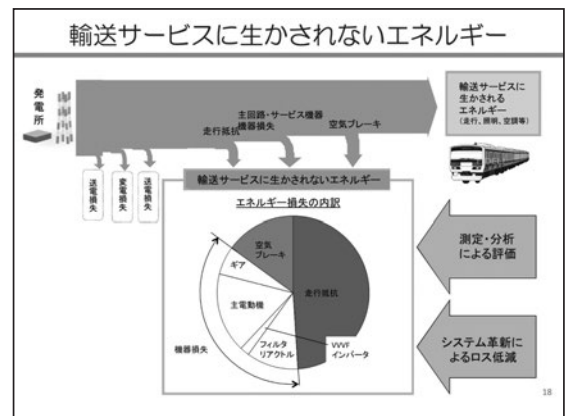 輸送サービスに生かされないエネルギー
発電所
主回路・サービス機器
機器損失
走行抵抗
空気ブレーキ
輸送サービスに
生かされる
エネルギー
(走行、照明、空調等)
送電損失
変電損失
送電損失
輸送サービスに生かされないエネルギー
エネルギー損失の内訳
空気
ブレーキ
ギア
走行抵抗
主電動機
機器損失
フィルタ
リアクトル
VVVF
インバータ
測定・分析
による評価
システム革新に
よるロス低減
18